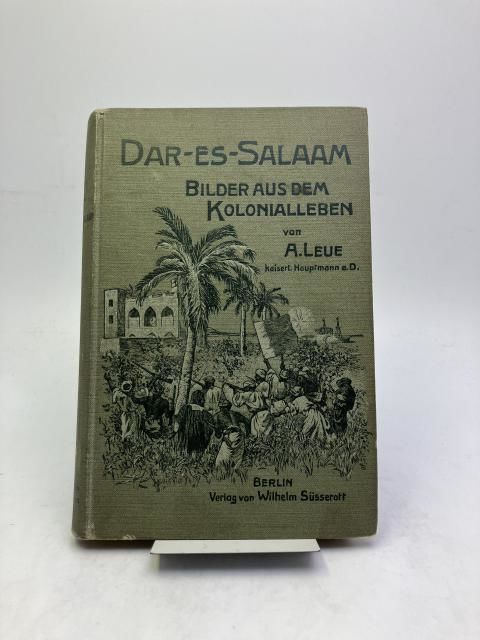 DAR-ES-SALAAM
BILDER AUS DEM
KOLONIALLEBEN
von
A. LEUE
kaiserl. Hauptmann a. D.
BERLIN
Verlag von Wilhelm Süsserott